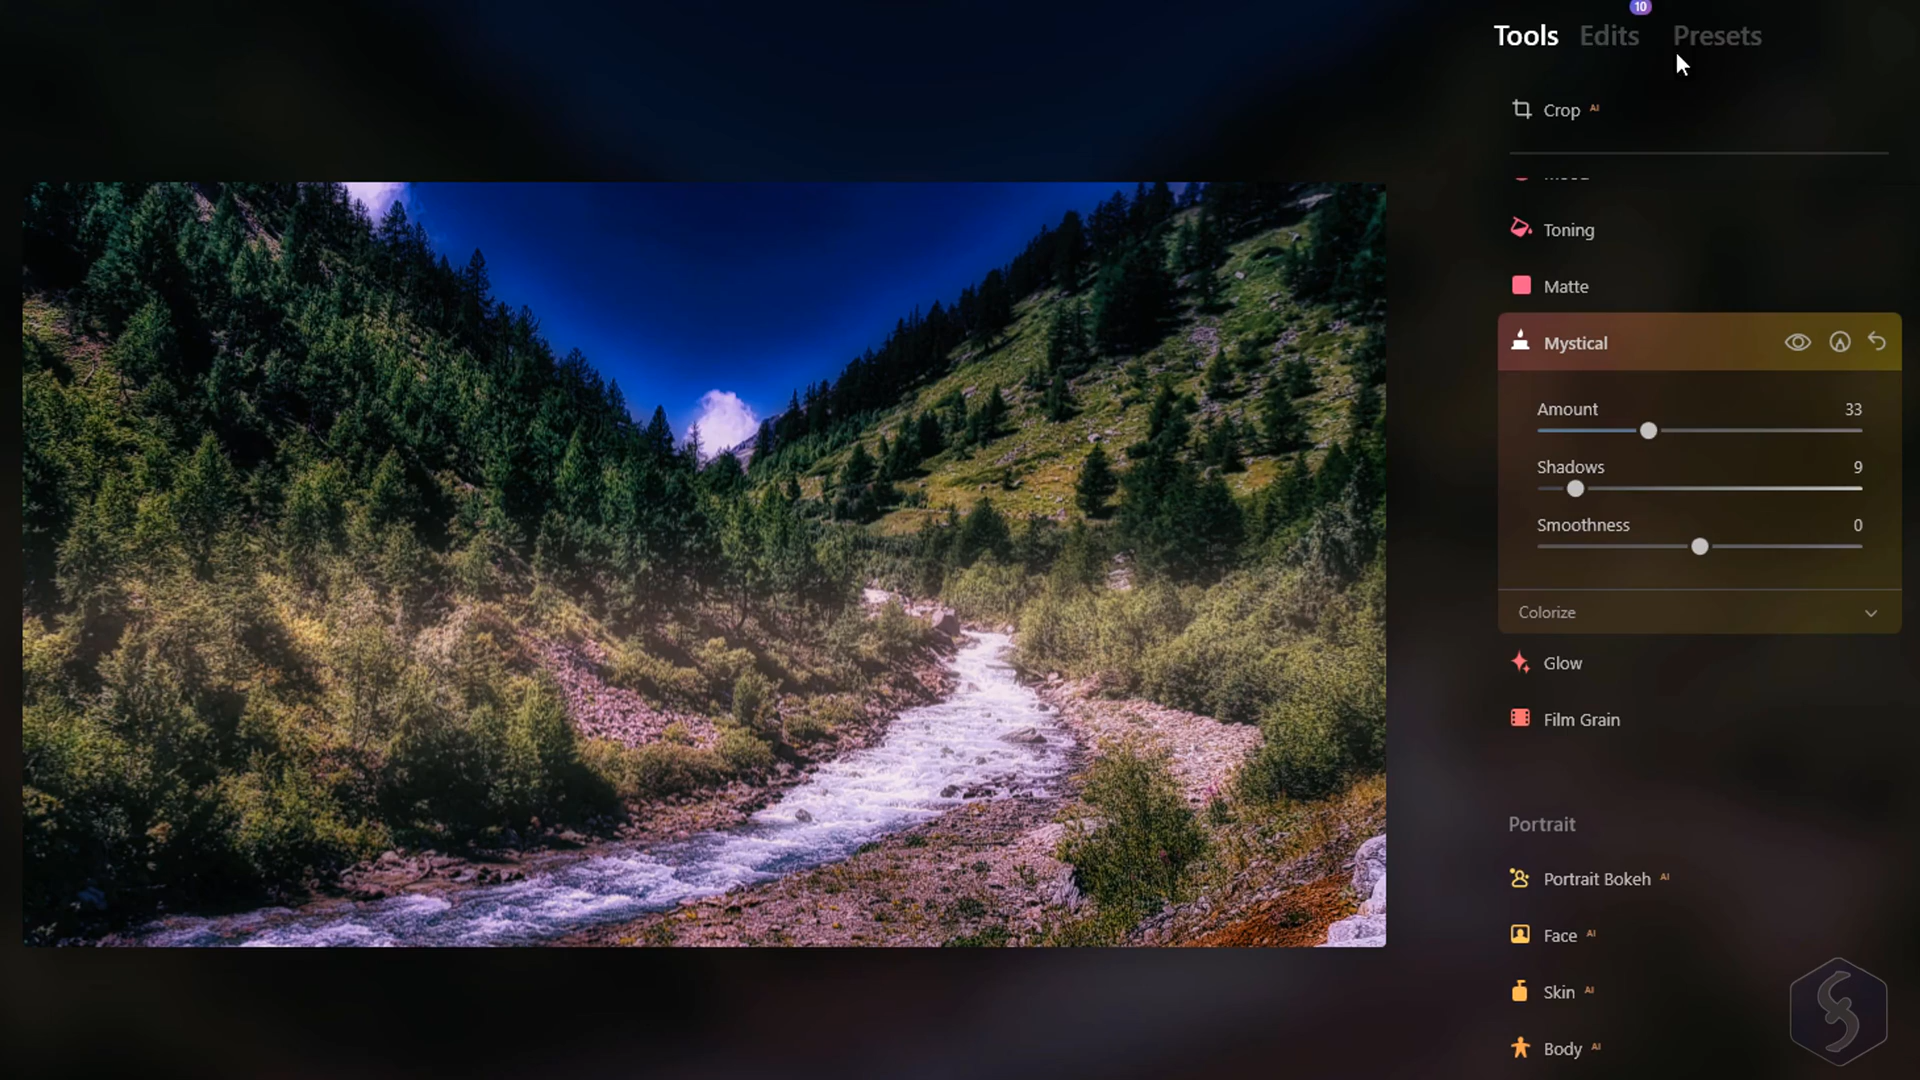 10
Tools Edits Presets
Crop AI
Mood
Toning
Matte
Mystical
Amount 33
Shadows 9
Smoothness 0
Colorize
Glow
Film Grain
Portrait
Portrait Bokeh AI
Face AI
Skin AI
Body AI